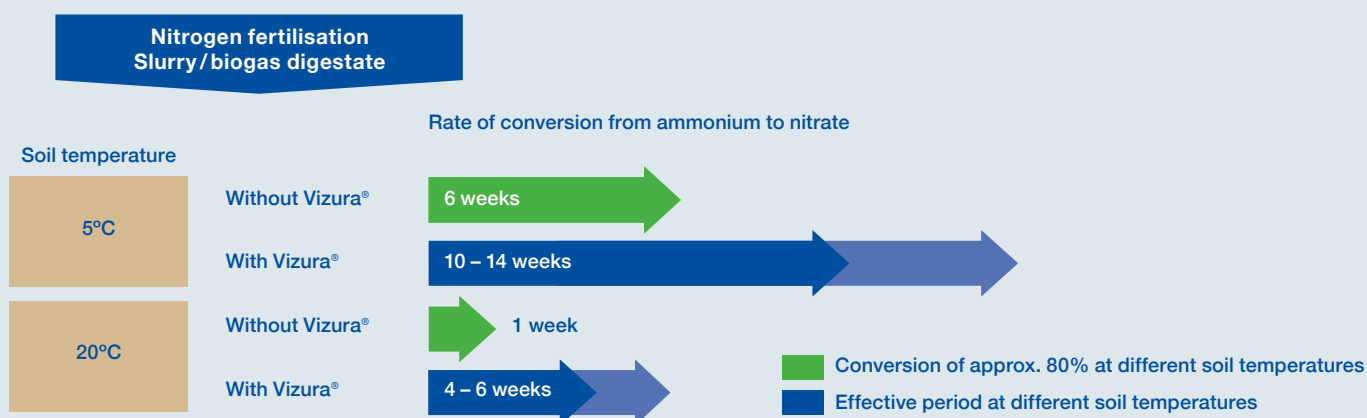 Nitrogen fertilisation
Slurry/biogas digestate
Rate of conversion from ammonium to nitrate
Soil temperature
5ºC
Without Vizura®
6 weeks
With Vizura®
10 – 14 weeks
20ºC
Without Vizura®
1 week
With Vizura®
4 – 6 weeks
Conversion of approx. 80% at different soil temperatures
Effective period at different soil temperatures